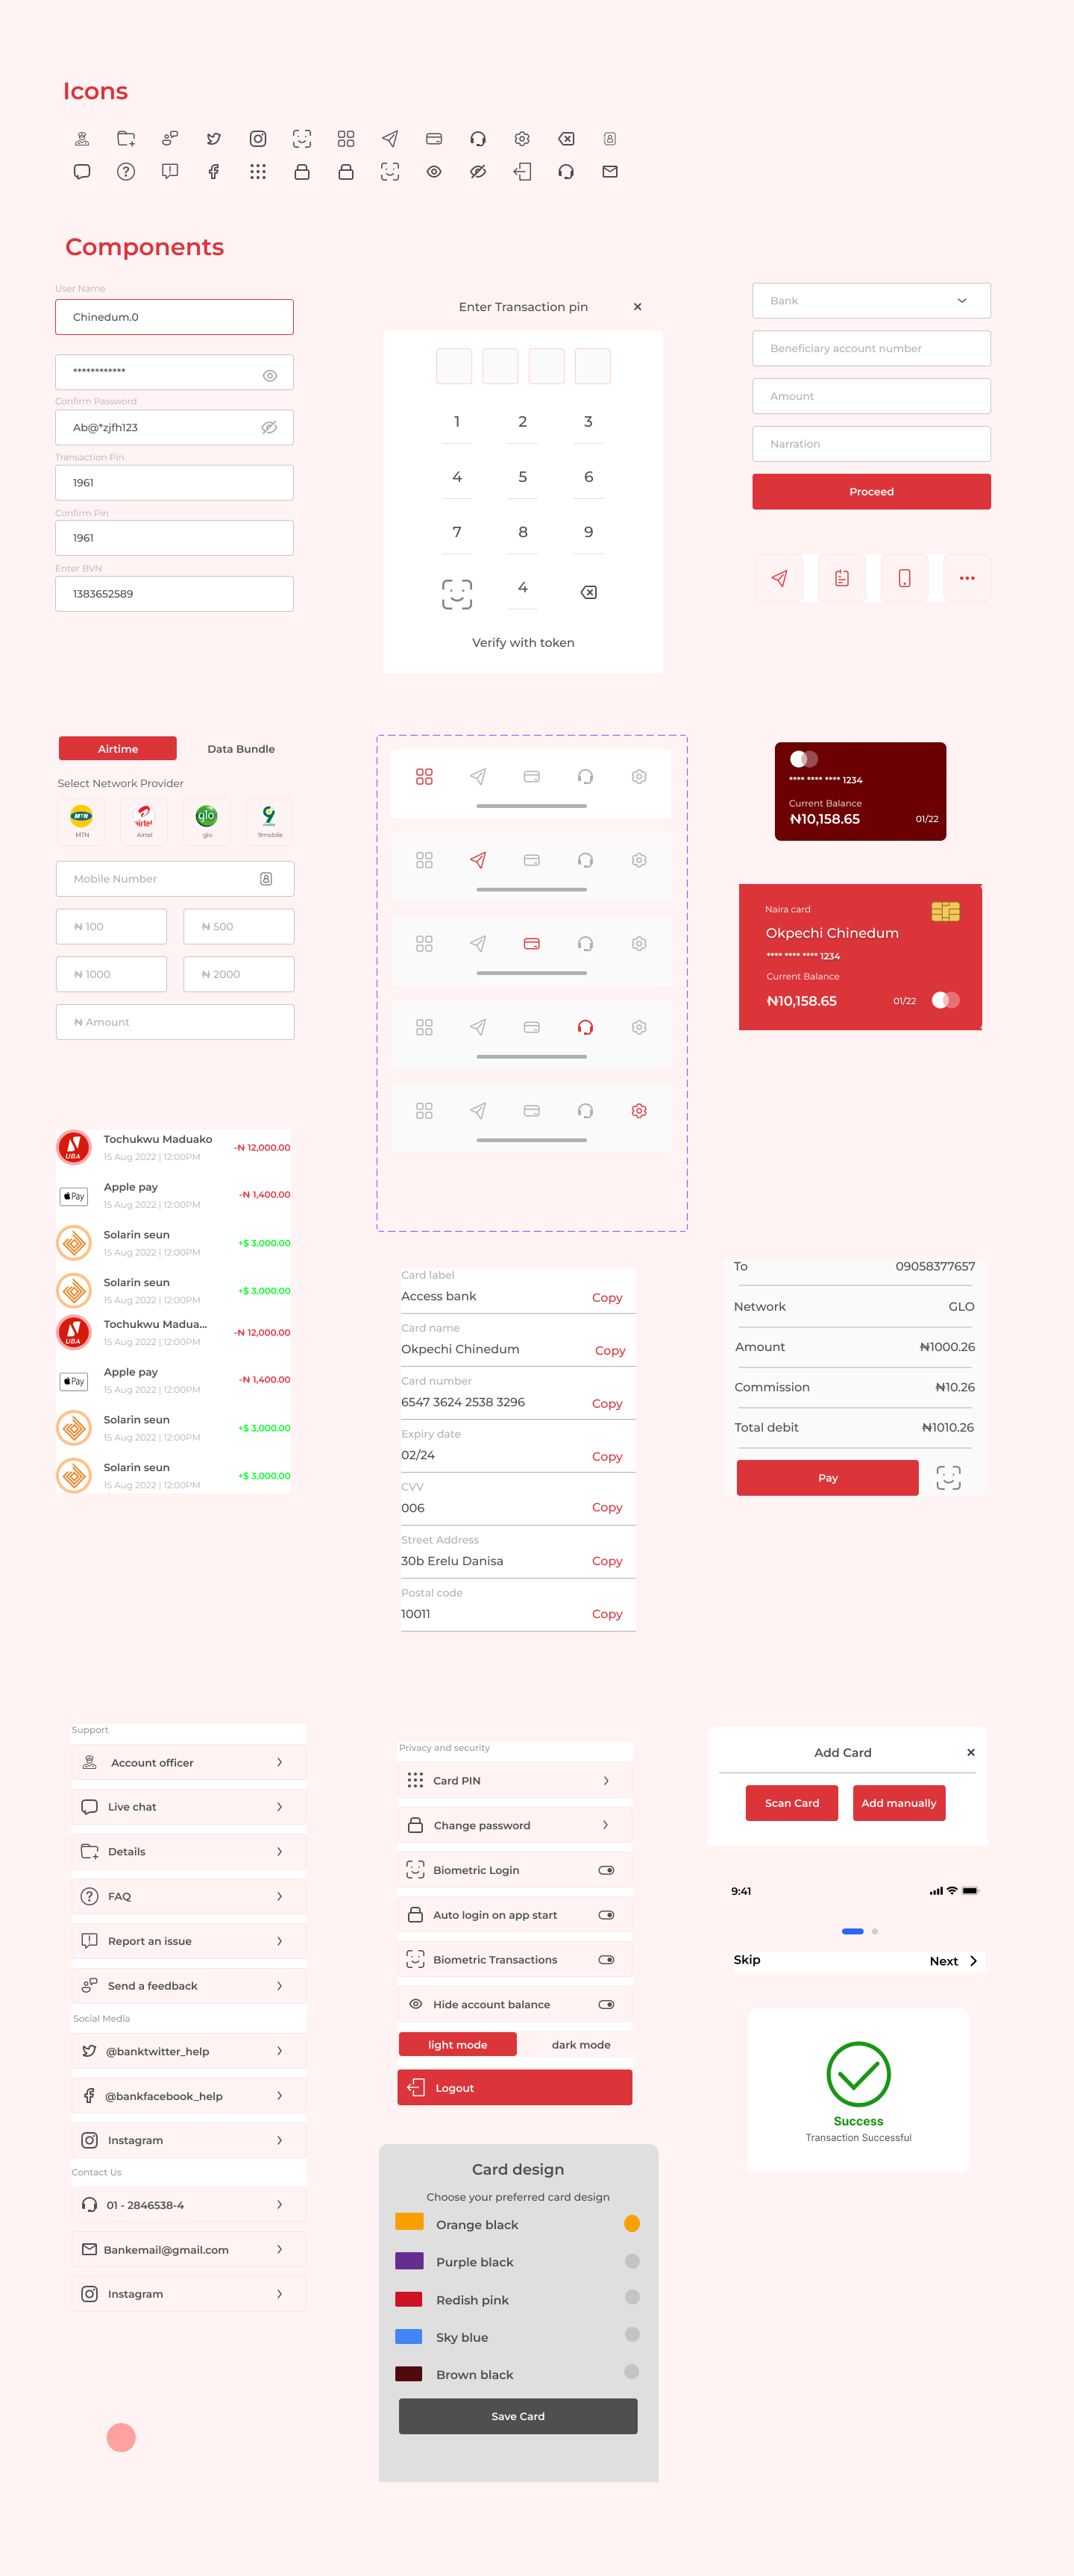 Icons
Components
User Name
Chinedum.0
************
Confirm Password
Ab@*zjfh123
Transaction Pin
1961
Confirm Pin
1961
Enter BVN
1383652589
Enter Transaction pin
1 2 3
4 5 6
7 8 9
4
Verify with token
Bank
Beneficiary account number
Amount
Narration
Proceed
Airtime Data Bundle
Select Network Provider
MTN airtel glo 9
MTN Airtel glo 9mobile
Mobile Number
₦ 100 ₦ 500
₦ 1000 ₦ 2000
₦ Amount
**** **** **** 1234
Current Balance
₦10,158.65 01/22
Naira card
Okpechi Chinedum
**** **** **** 1234
Current Balance
₦10,158.65 01/22
UBA
Tochukwu Maduako -₦ 12,000.00
15 Aug 2022 | 12:00PM
Pay
Apple pay -₦ 1,400.00
15 Aug 2022 | 12:00PM
Solarin seun +$ 3,000.00
15 Aug 2022 | 12:00PM
Solarin seun +$ 3,000.00
15 Aug 2022 | 12:00PM
UBA
Tochukwu Madua... -₦ 12,000.00
15 Aug 2022 | 12:00PM
Pay
Apple pay -₦ 1,400.00
15 Aug 2022 | 12:00PM
Solarin seun +$ 3,000.00
15 Aug 2022 | 12:00PM
Solarin seun +$ 3,000.00
15 Aug 2022 | 12:00PM
Card label
Access bank Copy
Card name
Okpechi Chinedum Copy
Card number
6547 3624 2538 3296 Copy
Expiry date
02/24 Copy
CVV
006 Copy
Street Address
30b Erelu Danisa Copy
Postal code
10011 Copy
To 09058377657
Network GLO
Amount ₦1000.26
Commission ₦10.26
Total debit ₦1010.26
Pay
Support
Account officer
Live chat
Details
FAQ
Report an issue
Send a feedback
Social Media
@banktwitter_help
@bankfacebook_help
Instagram
Contact Us
01 - 2846538-4
Bankemail@gmail.com
Instagram
Privacy and security
Card PIN
Change password
Biometric Login
Auto login on app start
Biometric Transactions
Hide account balance
light mode dark mode
Logout
Card design
Choose your preferred card design
Orange black
Purple black
Redish pink
Sky blue
Brown black
Save Card
Add Card
Scan Card Add manually
9:41
Skip Next
Success
Transaction Successful